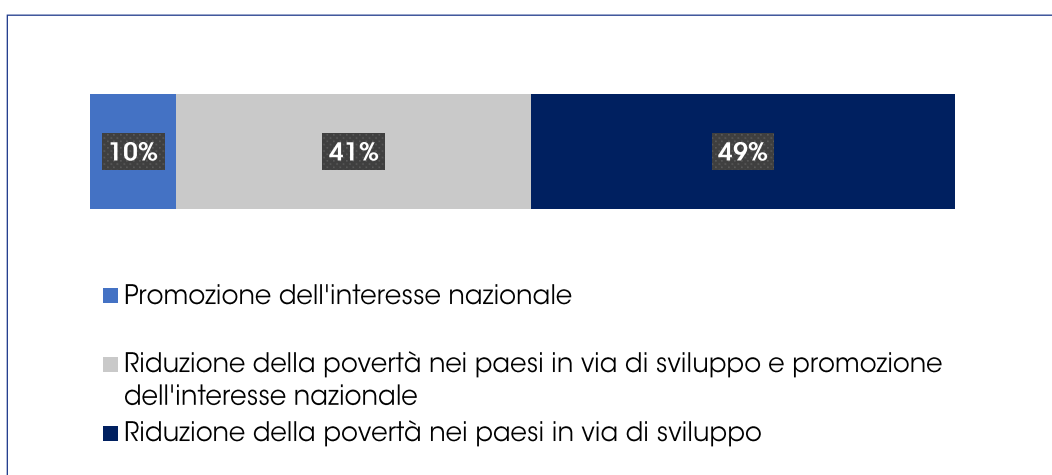 10%
41%
49%
Promozione dell'interesse nazionale
Riduzione della povertà nei paesi in via di sviluppo e promozione
dell'interesse nazionale
Riduzione della povertà nei paesi in via di sviluppo